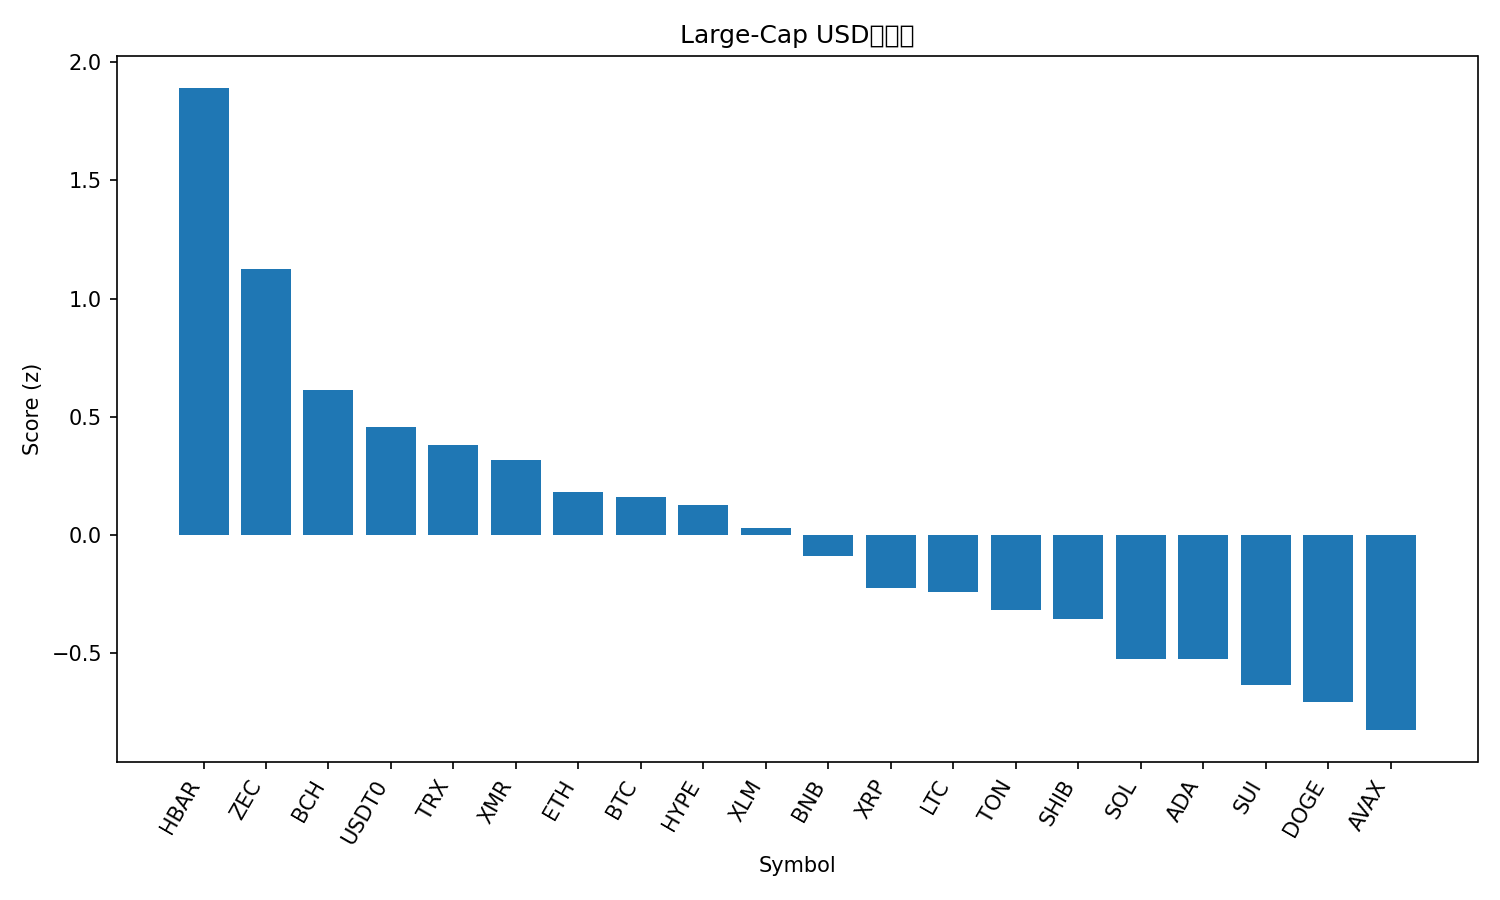 Large-Cap USD
2.0
1.5
1.0
0.5
0.0
−0.5
Score (z)
HBAR
ZEC
BCH
USDT0
TRX
XMR
ETH
BTC
HYPE
XLM
BNB
XRP
LTC
TON
SHIB
SOL
ADA
SUI
DOGE
AVAX
Symbol